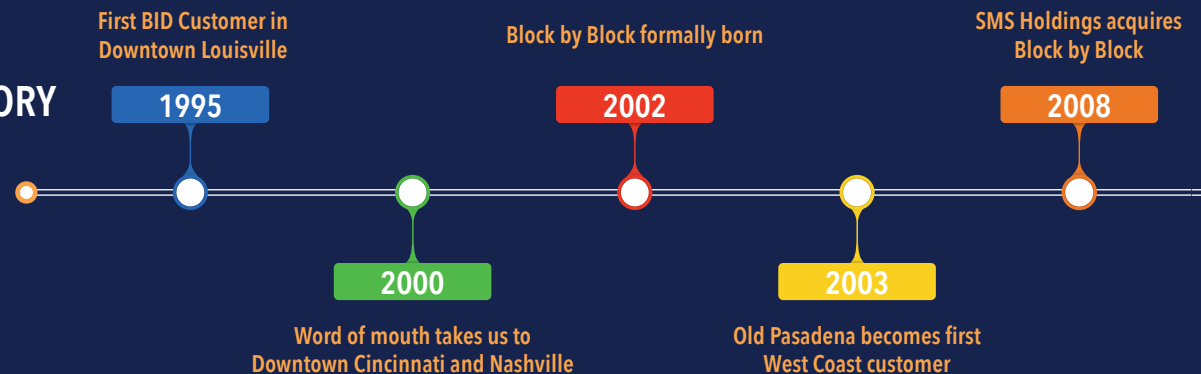 First BID Customer in
Downtown Louisville
1995
2000
Word of mouth takes us to
Downtown Cincinnati and Nashville
Block by Block formally born
2002
2003
Old Pasadena becomes first
West Coast customer
SMS Holdings acquires
Block by Block
2008